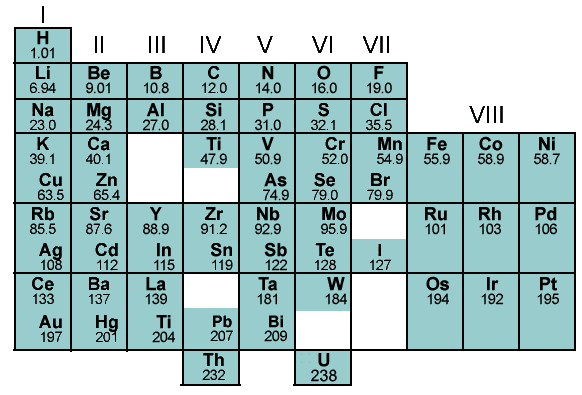 I
H
1.01
II III IV V VI VII
Li Be B C N O F
6.94 9.01 10.8 12.0 14.0 16.0 19.0
Na Mg Al Si P S Cl
23.0 24.3 27.0 28.1 31.0 32.1 35.5
VIII
K Ca Ti V Cr Mn Fe Co Ni
39.1 40.1 47.9 50.9 52.0 54.9 55.9 58.9 58.7
Cu Zn As Se Br
63.5 65.4 74.9 79.0 79.9
Rb Sr Y Zr Nb Mo Ru Rh Pd
85.5 87.6 88.9 91.2 92.9 95.9 101 103 106
Ag Cd In Sn Sb Te I
108 112 115 119 122 128 127
Ce Ba La Ta W Os Ir Pt
133 137 139 181 184 194 192 195
Au Hg Ti Pb Bi
197 201 204 207 209
Th U
232 238